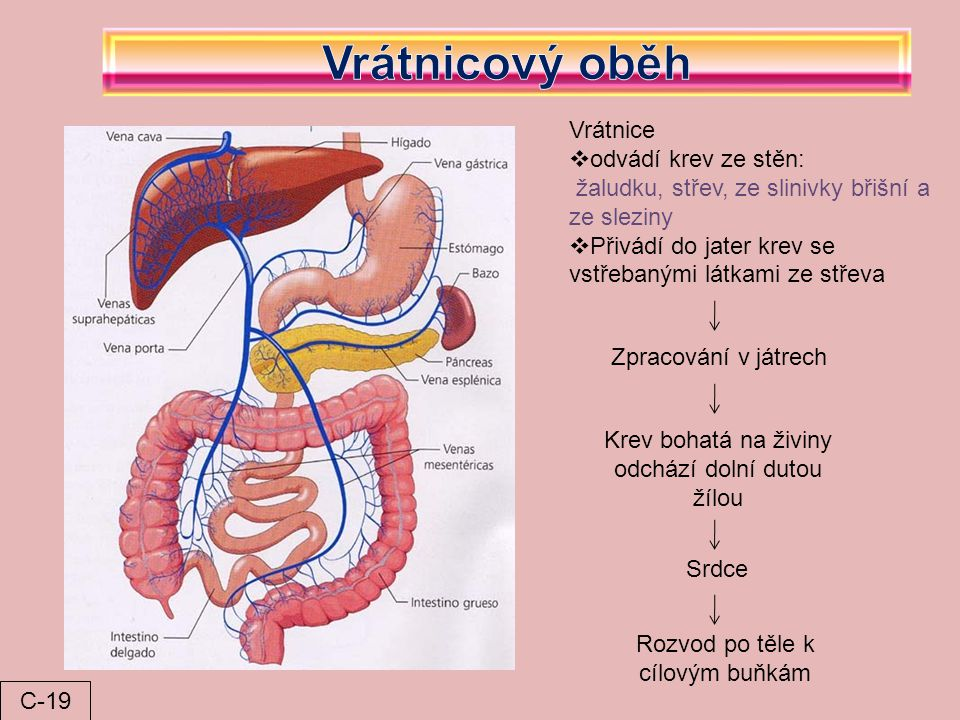 Vrátnicový oběh
Vena cava
Hígado
Vena gástrica
Estómago
Bazo
Venas
suprahepáticas
Vena porta
Páncreas
Vena esplénica
Venas
mesentéricas
Intestino grueso
Intestino
delgado
Vrátnice
❖odvádí krev ze stěn:
žaludku, střev, ze slinivky břišní a
ze sleziny
❖Přivádí do jater krev se
vstřebanými látkami ze střeva
Zpracování v játrech
Krev bohatá na živiny
odchází dolní dutou
žílou
Srdce
Rozvod po těle k
cílovým buňkám
C-19